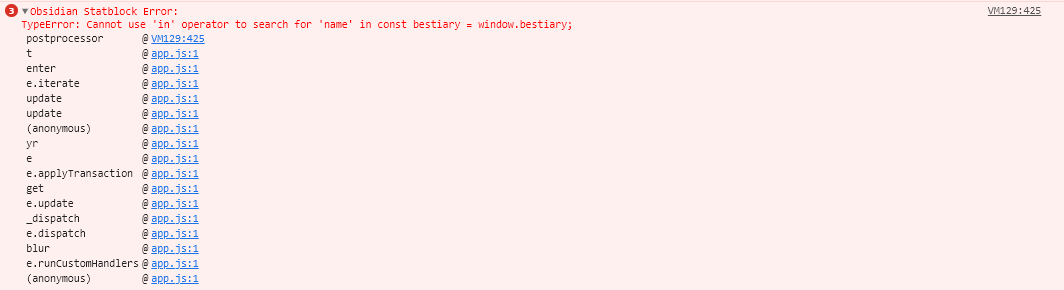 3 ▼Obsidian Statblock Error: VM129:425
TypeError: Cannot use 'in' operator to search for 'name' in const bestiary = window.bestiary;
postprocessor @ VM129:425
t @ app.js:1
enter @ app.js:1
e.iterate @ app.js:1
update @ app.js:1
update @ app.js:1
(anonymous) @ app.js:1
yr @ app.js:1
e @ app.js:1
e.applyTransaction @ app.js:1
get @ app.js:1
e.update @ app.js:1
_dispatch @ app.js:1
e.dispatch @ app.js:1
blur @ app.js:1
e.runCustomHandlers @ app.js:1
(anonymous) @ app.js:1